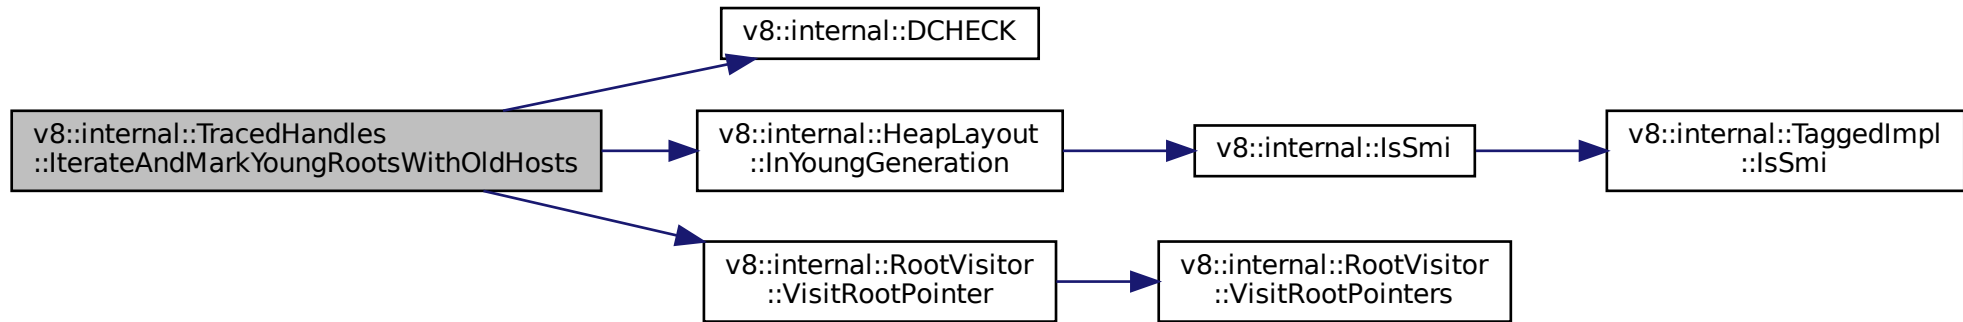 v8::internal::DCHECK
v8::internal::TracedHandles
::IterateAndMarkYoungRootsWithOldHosts
v8::internal::HeapLayout
::InYoungGeneration
v8::internal::IsSmi
v8::internal::TaggedImpl
::IsSmi
v8::internal::RootVisitor
::VisitRootPointer
v8::internal::RootVisitor
::VisitRootPointers